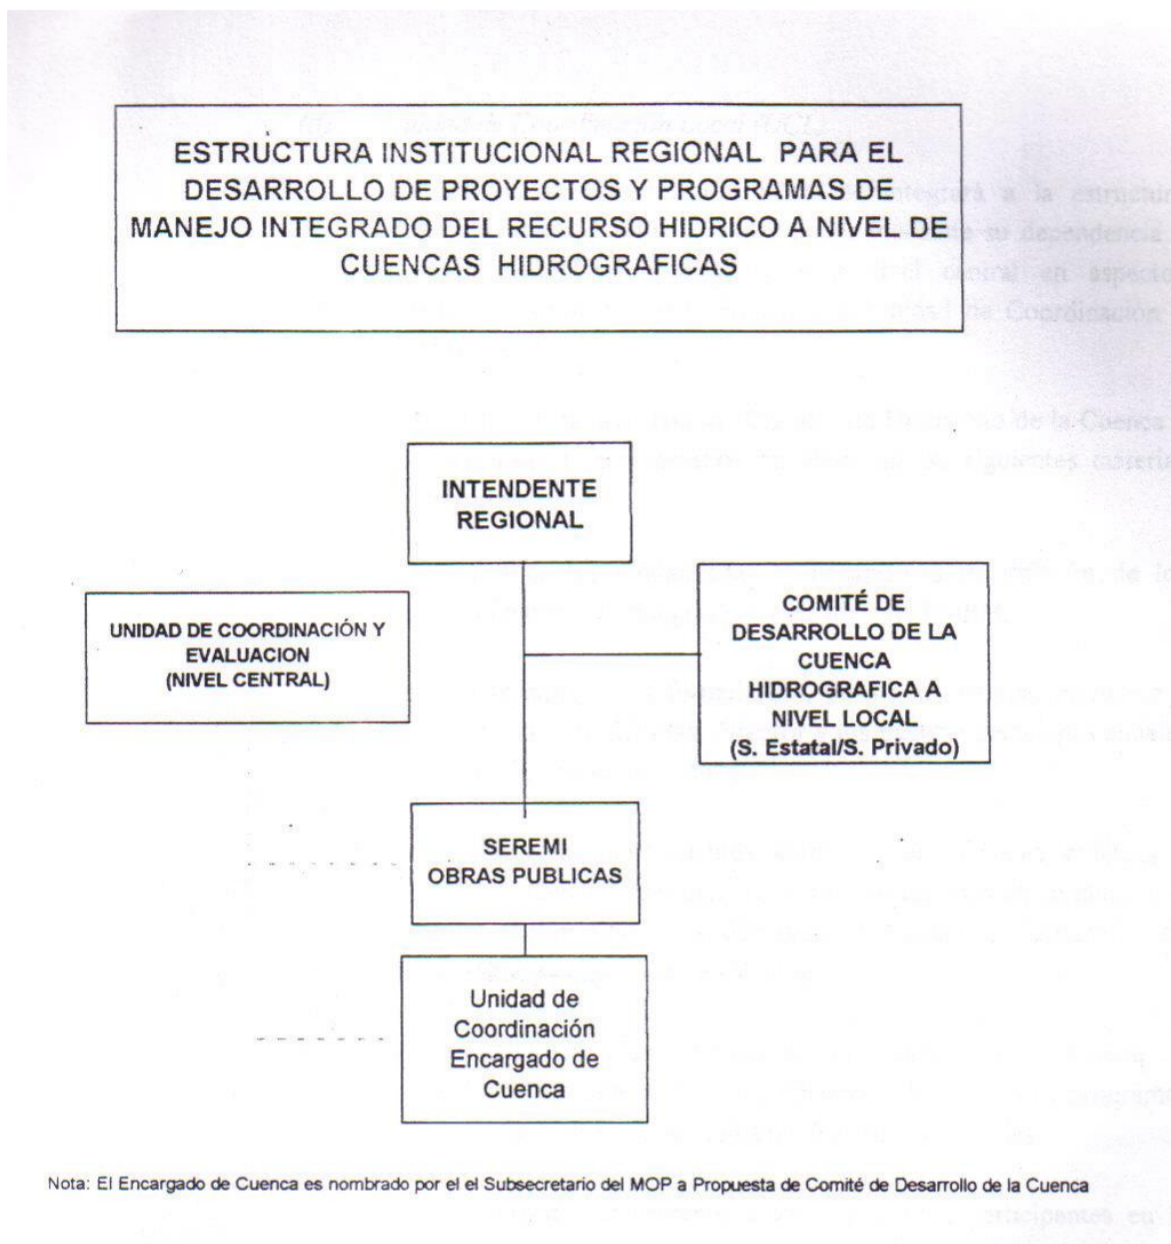 ESTRUCTURA INSTITUCIONAL REGIONAL PARA EL
DESARROLLO DE PROYECTOS Y PROGRAMAS DE
MANEJO INTEGRADO DEL RECURSO HIDRICO A NIVEL DE
CUENCAS HIDROGRAFICAS
INTENDENTE
REGIONAL
UNIDAD DE COORDINACIÓN Y
EVALUACION
(NIVEL CENTRAL)
COMITÉ DE
DESARROLLO DE LA
CUENCA
HIDROGRAFICA A
NIVEL LOCAL
(S. Estatal/S. Privado)
SEREMI
OBRAS PUBLICAS
Unidad de
Coordinación
Encargado de
Cuenca
Nota: El Encargado de Cuenca es nombrado por el el Subsecretario del MOP a Propuesta de Comité de Desarrollo de la Cuenca